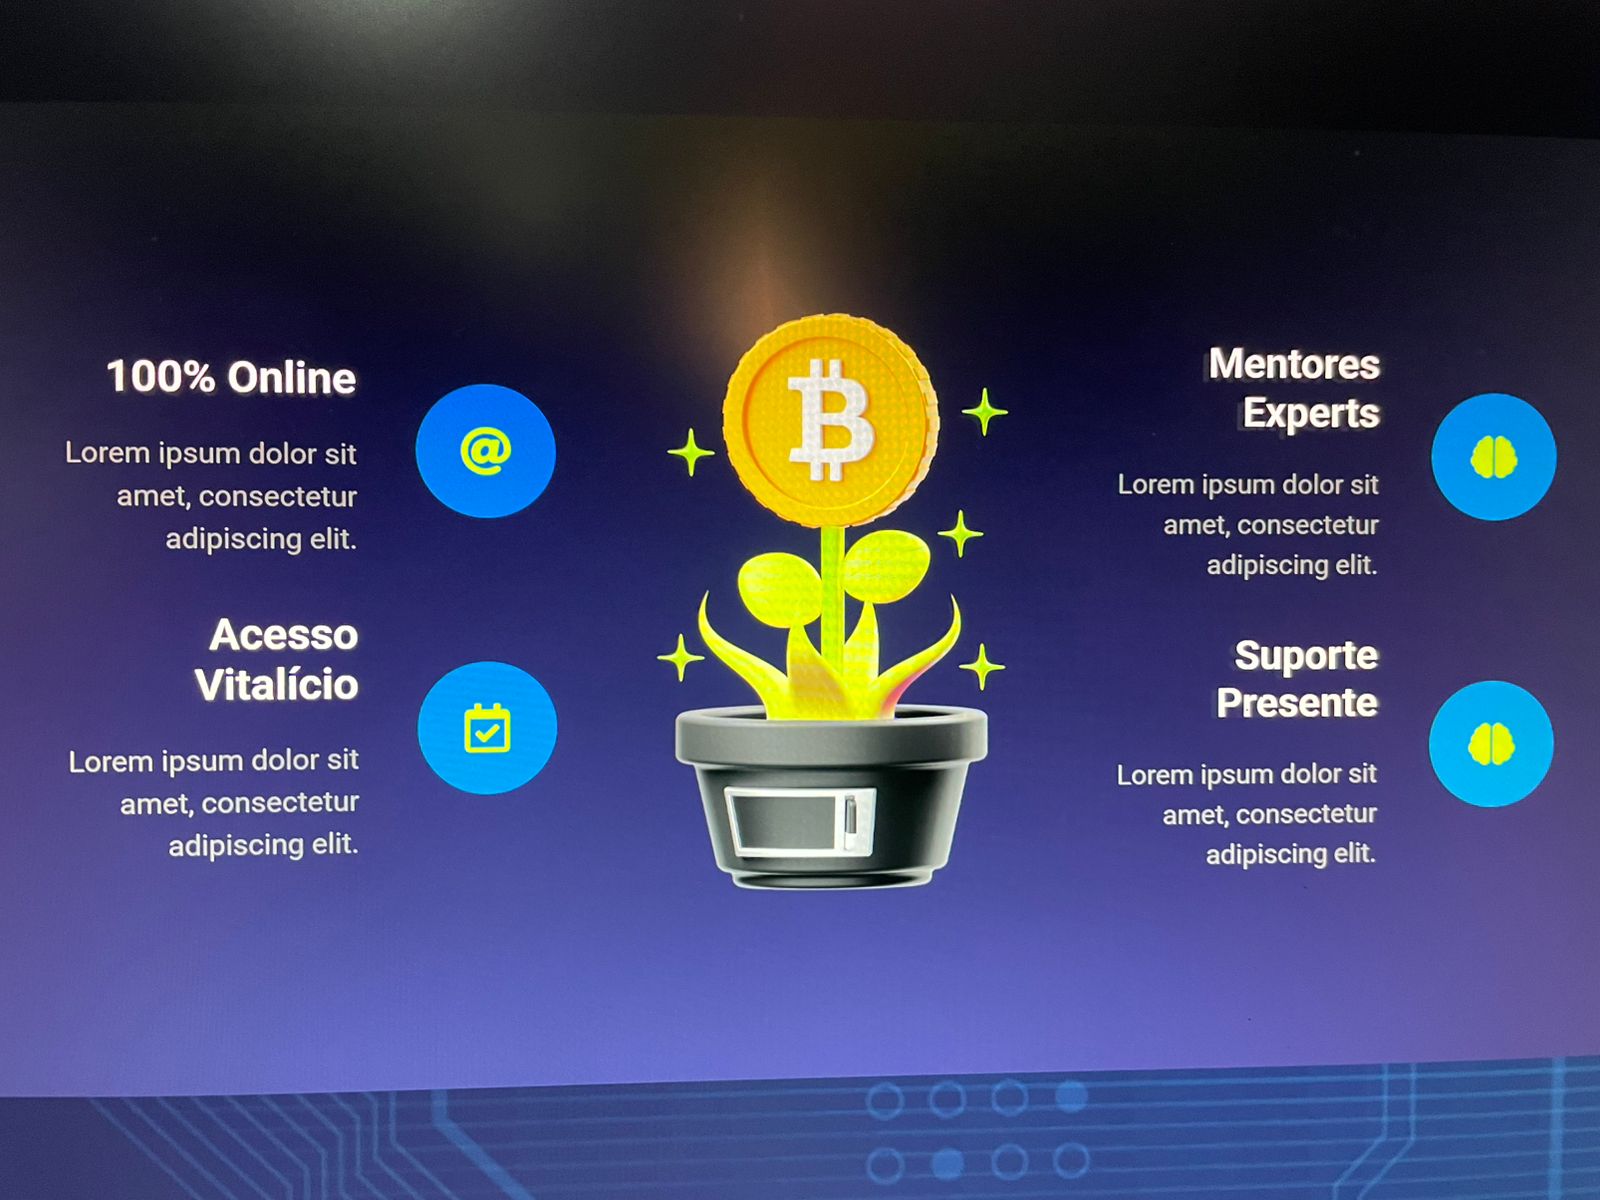 100% Online
Lorem ipsum dolor sit
amet, consectetur
adipiscing elit.
Acesso
Vitalício
Lorem ipsum dolor sit
amet, consectetur
adipiscing elit.
Mentores
Experts
Lorem ipsum dolor sit
amet, consectetur
adipiscing elit.
Suporte
Presente
Lorem ipsum dolor sit
amet, consectetur
adipiscing elit.